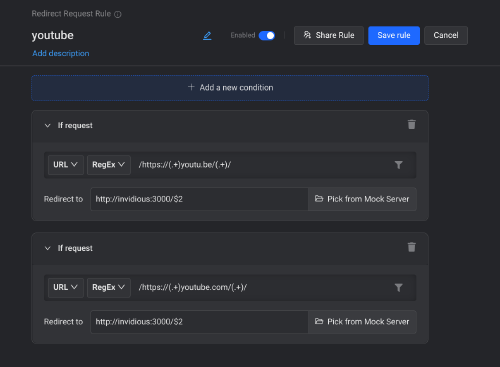 Redirect Request Rule
youtube
Enabled
Share Rule
Save rule
Cancel
Add description
+ Add a new condition
If request
URL
RegEx
/https://(.+)youtu.be/(.+)/
Redirect to
http://invidious:3000/$2
Pick from Mock Server
If request
URL
RegEx
/https://(.+)youtube.com/(.+)/
Redirect to
http://invidious:3000/$2
Pick from Mock Server